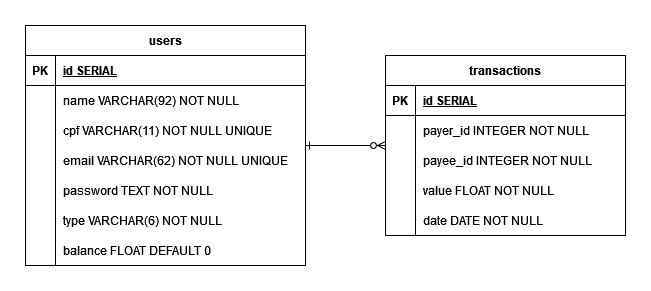 users
PK id SERIAL
name VARCHAR(92) NOT NULL
cpf VARCHAR(11) NOT NULL UNIQUE
email VARCHAR(62) NOT NULL UNIQUE
password TEXT NOT NULL
type VARCHAR(6) NOT NULL
balance FLOAT DEFAULT 0
transactions
PK id SERIAL
payer_id INTEGER NOT NULL
payee_id INTEGER NOT NULL
value FLOAT NOT NULL
date DATE NOT NULL